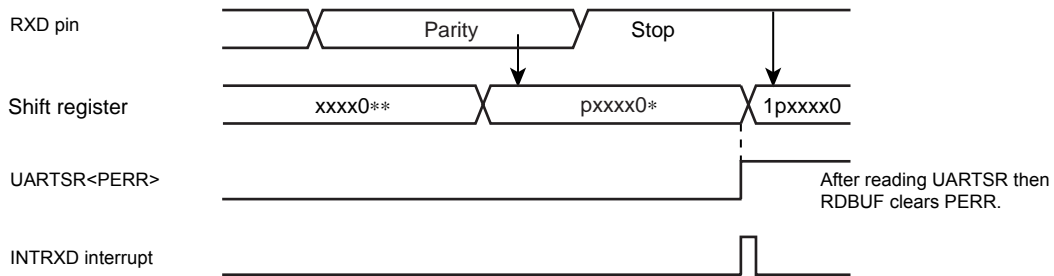 RXD pin
Parity
Stop
Shift register
xxxx0**
pxxxx0*
1pxxxx0
UARTSR<PERR>
After reading UARTSR then
RDBUF clears PERR.
INTRXD interrupt